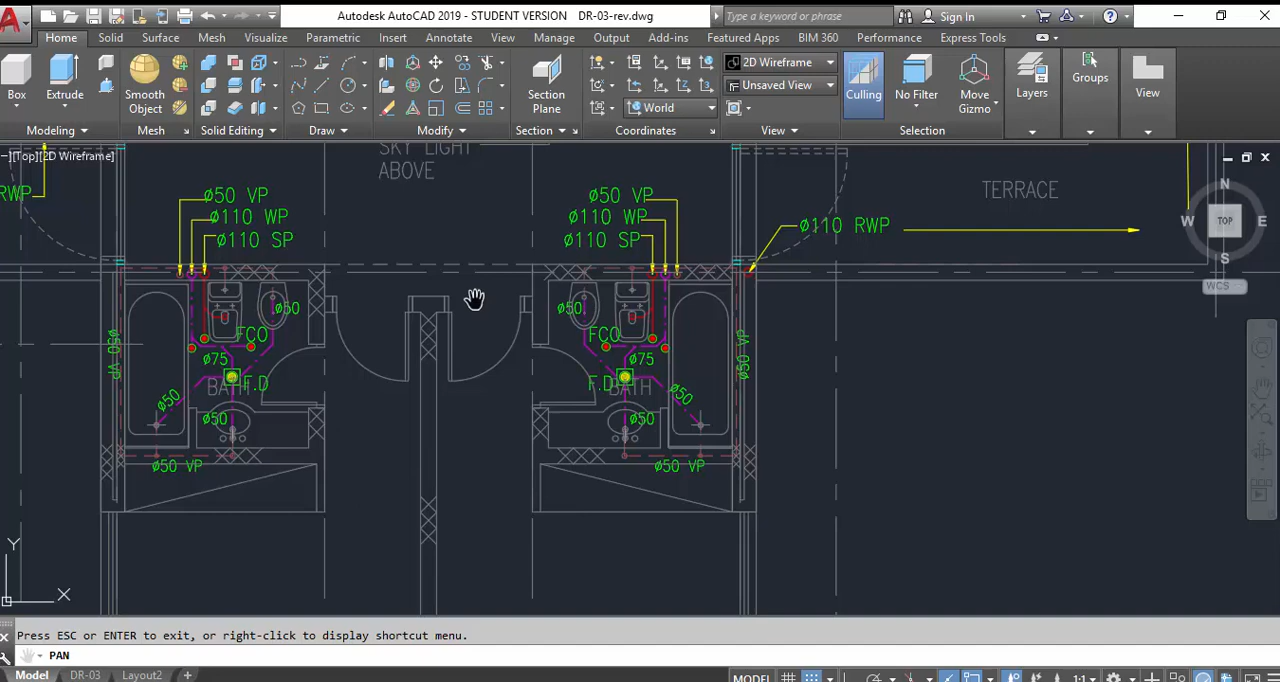 Autodesk AutoCAD 2019 - STUDENT VERSION DR-03-rev.dwg
Type a keyword or phrase
Sign In
Home Solid Surface Mesh Visualize Parametric Insert Annotate View Manage Output Add-ins Featured Apps BIM 360 Performance Express Tools
Box
Extrude
Smooth
Object
Section
Plane
World
2D Wireframe
Unsaved View
Culling
No Filter
Move
Gizmo
Layers
Groups
View
Modeling
Mesh
Solid Editing
Draw
Modify
Section
Coordinates
View
Selection
−][Top][2D Wireframe]
SKY LIGHT
ABOVE
TERRACE
RWP
ø50 VP
ø110 WP
ø110 SP
ø50 VP
ø110 WP
ø110 SP
ø110 RWP
N
W
TOP
E
S
WCS
ø50
FCO
ø75
ø50 VP
F.D
BATH
ø50
ø50
ø50 VP
ø50
FCO
ø75
ø50 VP
F.D
BATH
ø50
ø50
ø50 VP
Y
X
Press ESC or ENTER to exit, or right-click to display shortcut menu.
PAN
Model DR-03 Layout2 +
MODEL
1:1